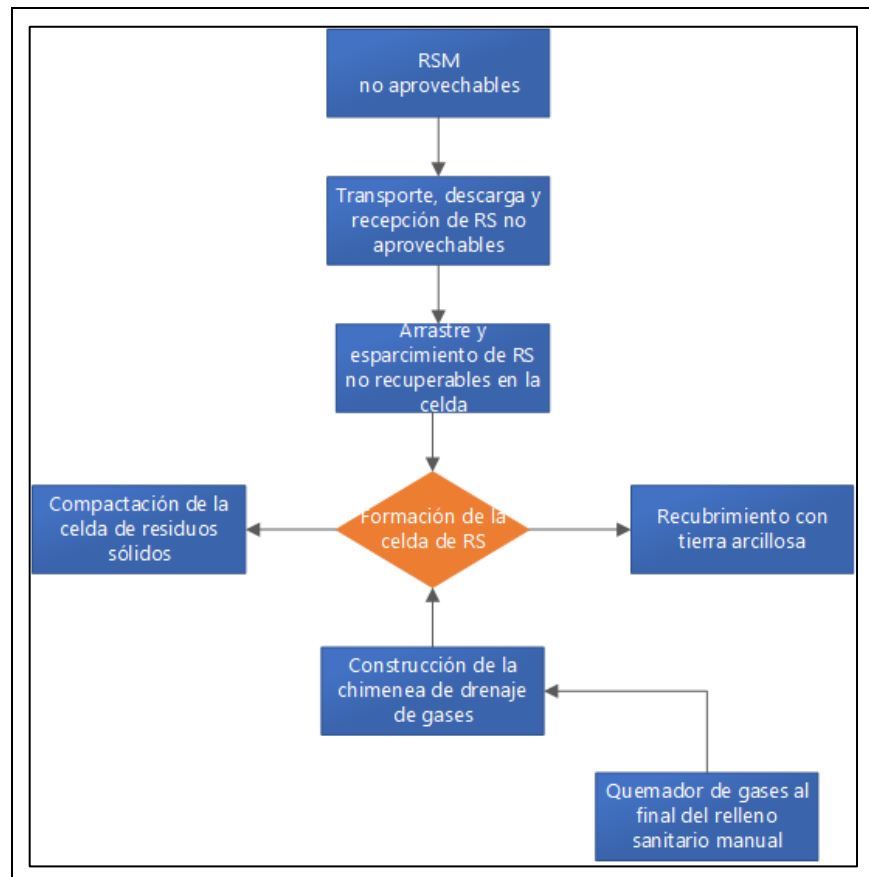 RSM
no aprovechables
Transporte, descarga y
recepción de RS no
aprovechables
Arrastre y
esparcimiento de RS
no recuperables en la
celda
Compactación de la
celda de residuos
sólidos
Formación de la
celda de RS
Recubrimiento con
tierra arcillosa
Construcción de la
chimenea de drenaje
de gases
Quemador de gases al
final del relleno
sanitario manual